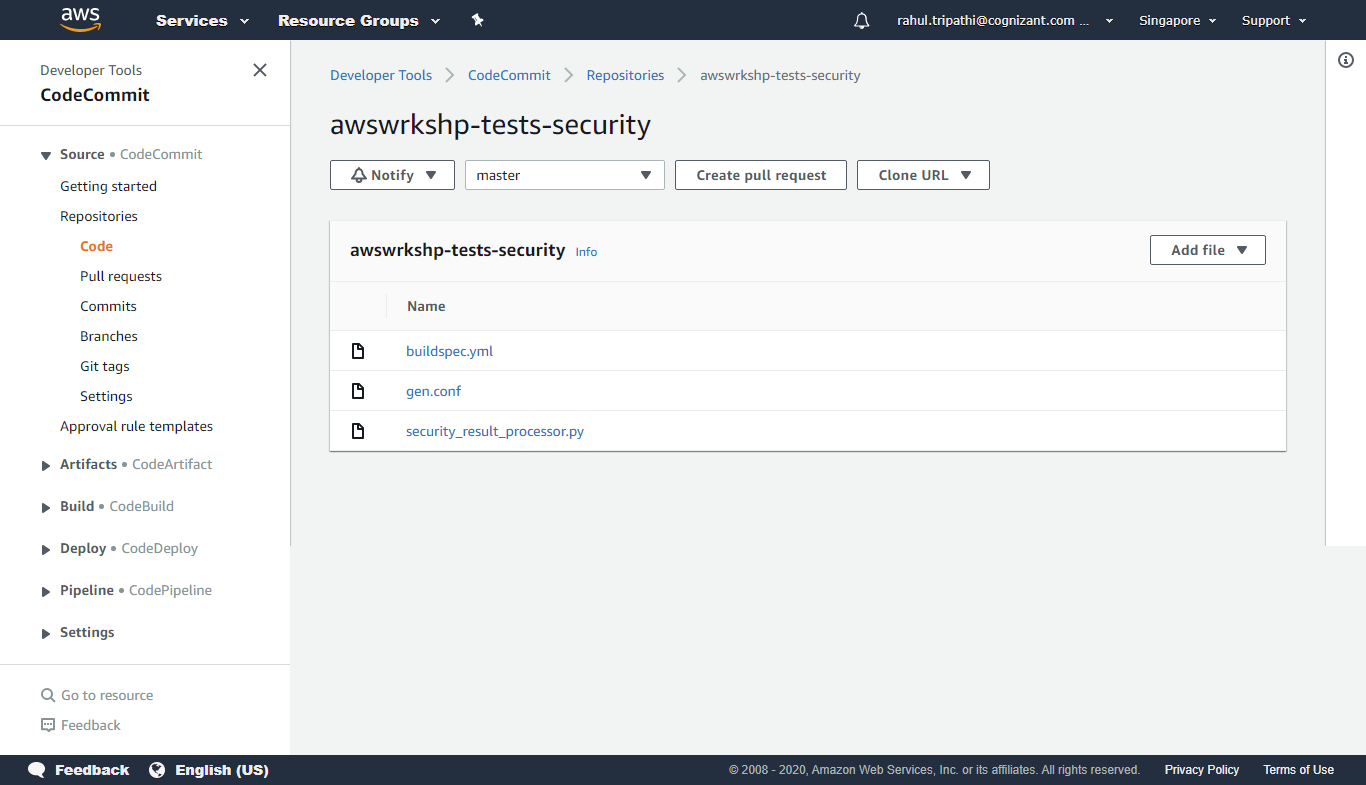 aws Services Resource Groups rahul.tripathi@cognizant.com ... Singapore Support
Developer Tools
CodeCommit
Source • CodeCommit
Getting started
Repositories
Code
Pull requests
Commits
Branches
Git tags
Settings
Approval rule templates
Artifacts • CodeArtifact
Build • CodeBuild
Deploy • CodeDeploy
Pipeline • CodePipeline
Settings
Go to resource
Feedback
Developer Tools CodeCommit Repositories awswrkshp-tests-security
awswrkshp-tests-security
Notify master Create pull request Clone URL
awswrkshp-tests-security Info Add file
Name
buildspec.yml
gen.conf
security_result_processor.py
Feedback English (US) © 2008 - 2020, Amazon Web Services, Inc. or its affiliates. All rights reserved. Privacy Policy Terms of Use